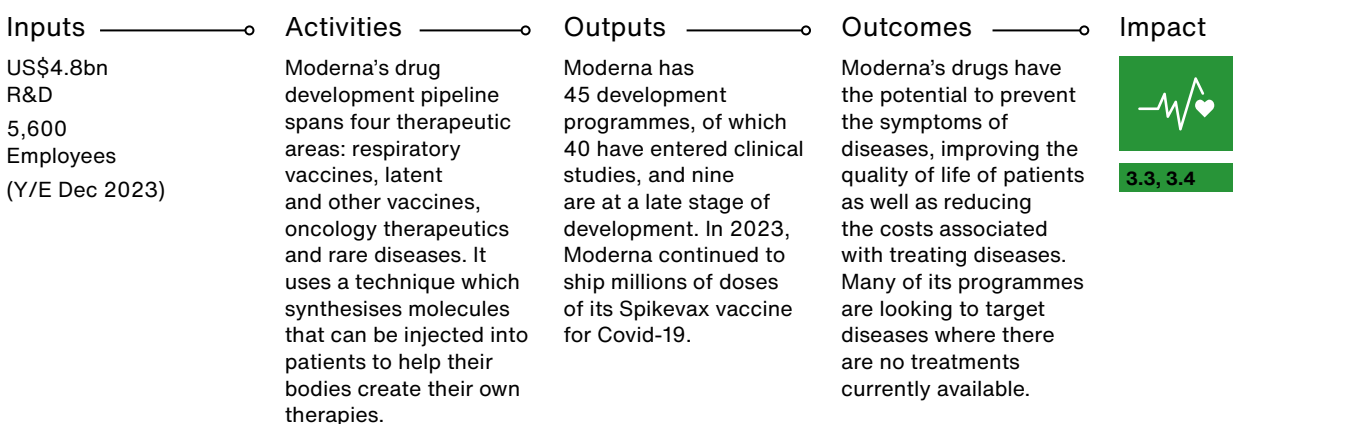 Inputs
US$4.8bn
R&D
5,600
Employees
(Y/E Dec 2023)
Activities
Moderna’s drug
development pipeline
spans four therapeutic
areas: respiratory
vaccines, latent
and other vaccines,
oncology therapeutics
and rare diseases. It
uses a technique which
synthesises molecules
that can be injected into
patients to help their
bodies create their own
therapies.
Outputs
Moderna has
45 development
programmes, of which
40 have entered clinical
studies, and nine
are at a late stage of
development. In 2023,
Moderna continued to
ship millions of doses
of its Spikevax vaccine
for Covid-19.
Outcomes
Moderna’s drugs have
the potential to prevent
the symptoms of
diseases, improving the
quality of life of patients
as well as reducing
the costs associated
with treating diseases.
Many of its programmes
are looking to target
diseases where there
are no treatments
currently available.
Impact
3.3, 3.4